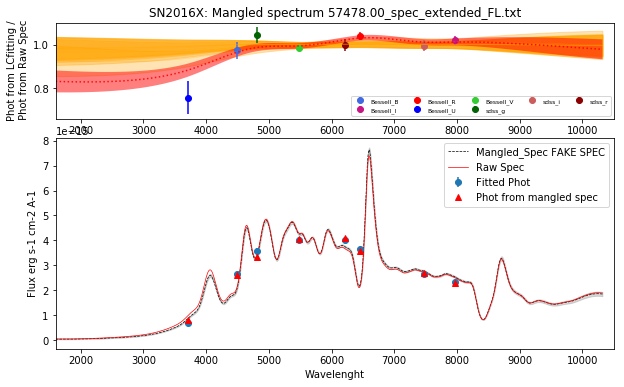 SN2016X: Mangled spectrum 57478.00_spec_extended_FL.txt
Phot from LCfitting /
Phot from Raw Spec
1.0
0.8
Bessell_B
Bessell_R
Bessell_V
sdss_i
sdss_r
Bessell_I
Bessell_U
sdss_g
2000 3000 4000 5000 6000 7000 8000 9000 10000
8
7
6
5
4
3
2
1
0
Flux erg s-1 cm-2 A-1
Mangled_Spec FAKE SPEC
Raw Spec
Fitted Phot
Phot from mangled spec
2000 3000 4000 5000 6000 7000 8000 9000 10000
Wavelenght